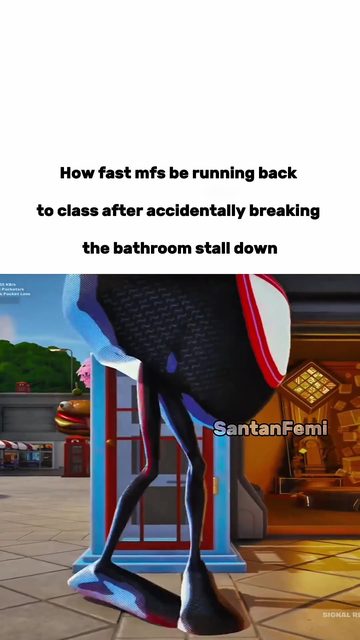 How fast mfs be running back
to class after accidentally breaking
the bathroom stall down
SantanFemi